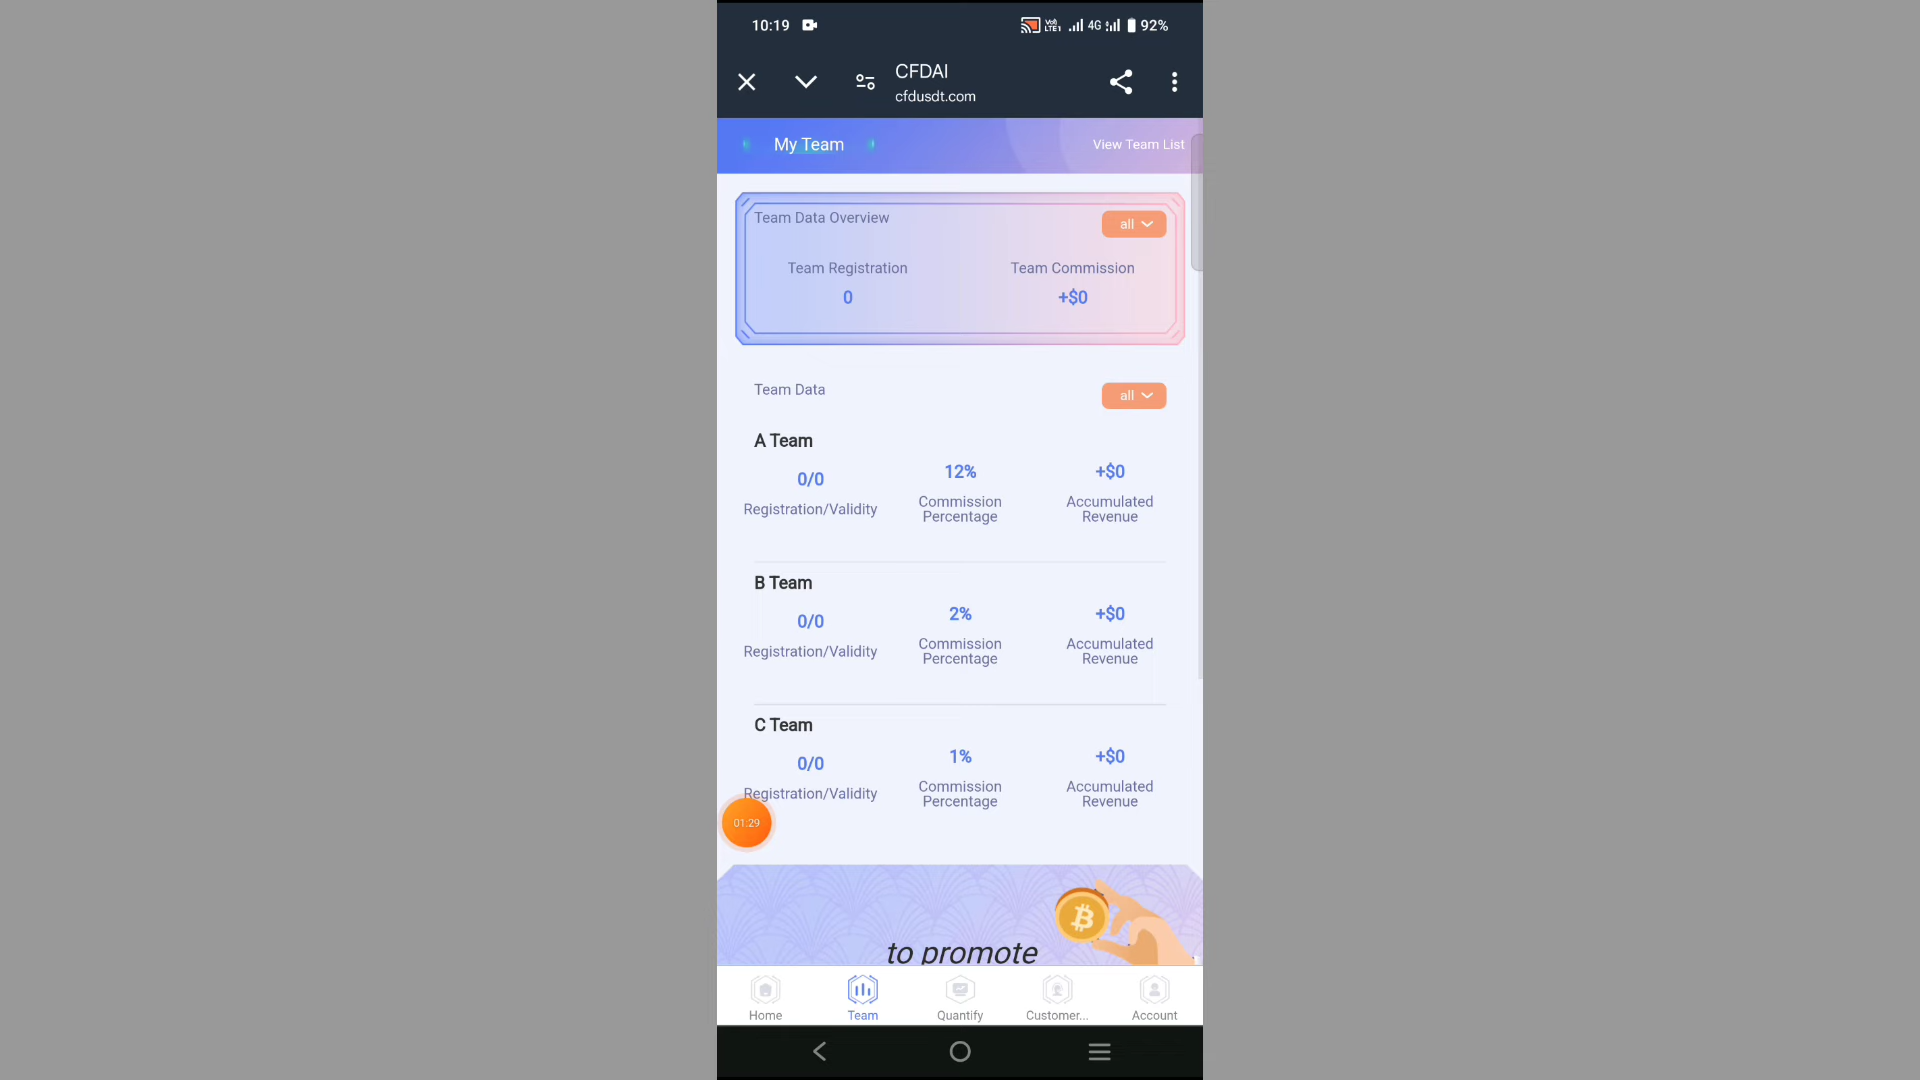 10:19
Vo) LTE1 4G 92%
CFDAI
cfdusdt.com
My Team
View Team List
Team Data Overview
all
Team Registration
Team Commission
0
+$0
Team Data
all
A Team
0/0
12%
+$0
Registration/Validity
Commission Percentage
Accumulated Revenue
B Team
0/0
2%
+$0
Registration/Validity
Commission Percentage
Accumulated Revenue
C Team
0/0
1%
+$0
Registration/Validity
Commission Percentage
Accumulated Revenue
01:29
to promote
Home
Team
Quantify
Customer...
Account